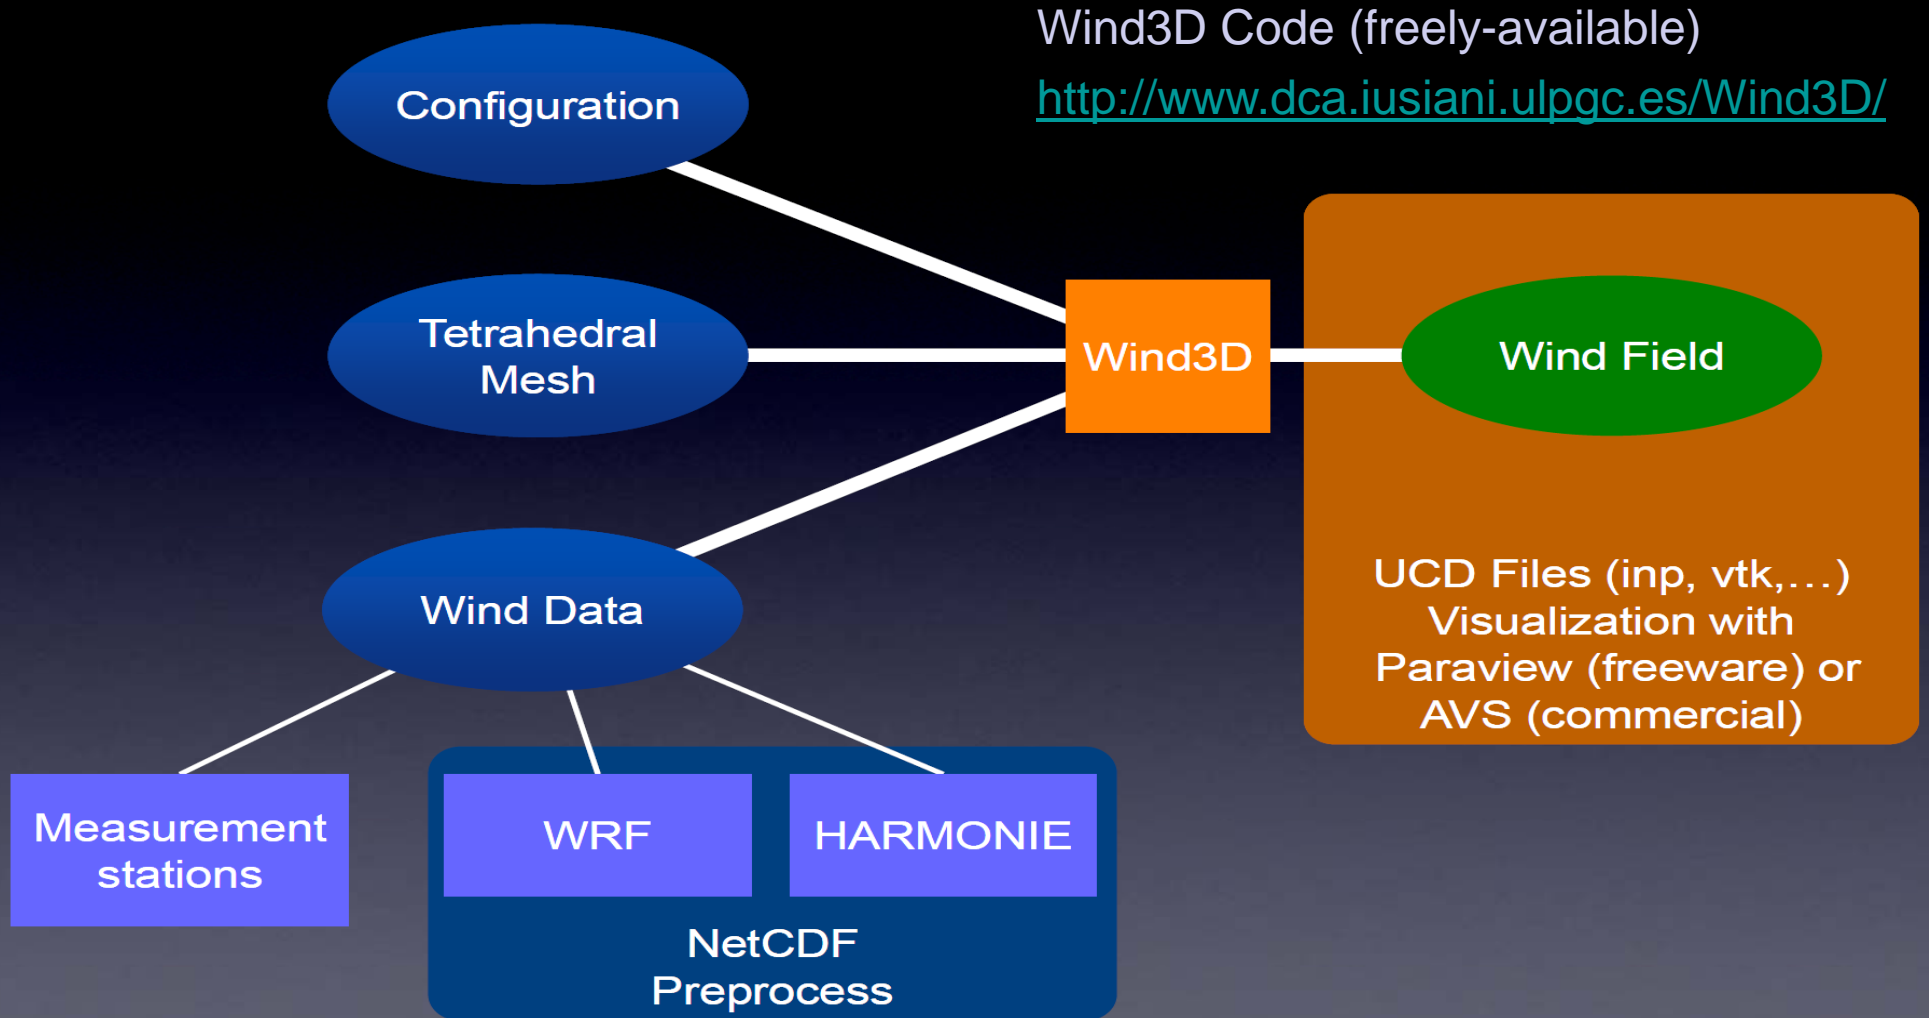 Wind3D Code (freely-available)
http://www.dca.iusiani.ulpgc.es/Wind3D/
Configuration
Tetrahedral
Mesh
Wind3D
Wind Field
Wind Data
UCD Files (inp, vtk,...)
Visualization with
Paraview (freeware) or
AVS (commercial)
Measurement
stations
WRF
HARMONIE
NetCDF
Preprocess